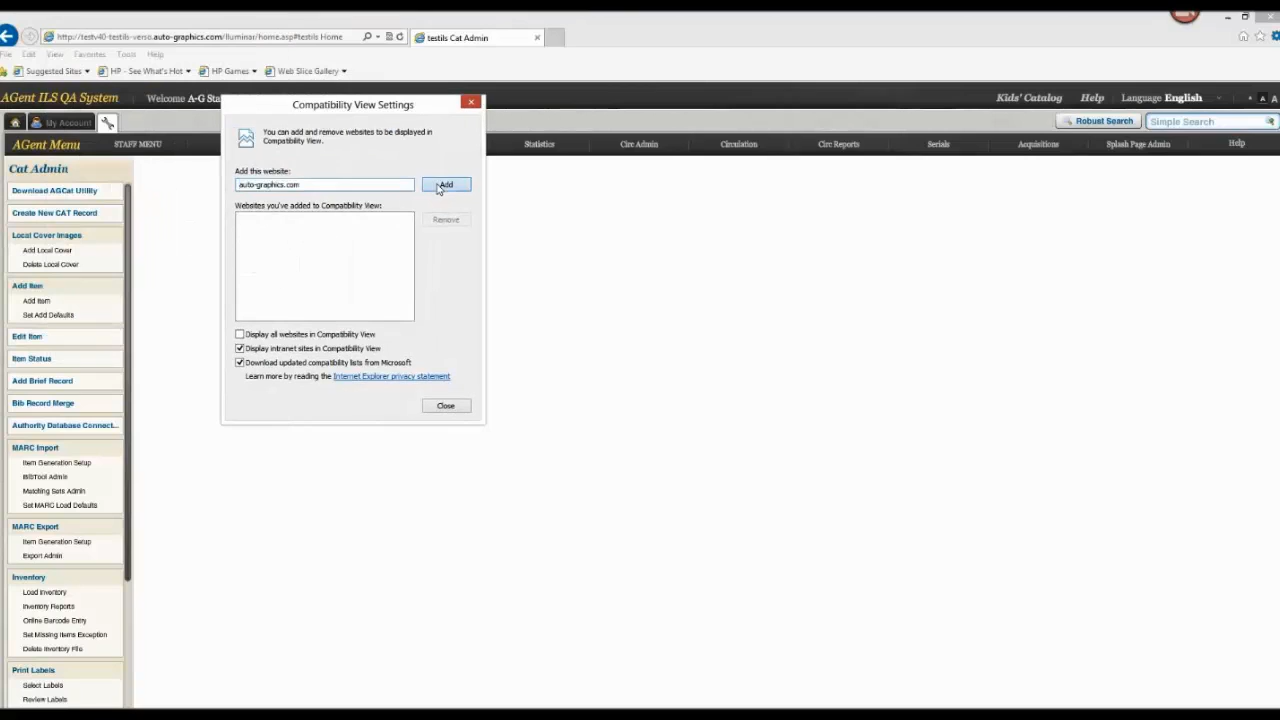 http://testv40-testils-verso.auto-graphics.com/lluminar/home.asp#testils Home
testils Cat Admin
File Edit View Favorites Tools Help
Suggested Sites HP - See What's Hot HP Games Web Slice Gallery
AGent ILS QA System Welcome A-G Sta Kids' Catalog Help Language English A A
My Account Robust Search Simple Search
AGent Menu STAFF MENU Statistics Circ Admin Circulation Circ Reports Serials Acquisitions Splash Page Admin Help
Cat Admin
Download AGCat Utility
Create New CAT Record
Local Cover Images
Add Local Cover
Delete Local Cover
Add Item
Add Item
Set Add Defaults
Edit Item
Item Status
Add Brief Record
Bib Record Merge
Authority Database Connect...
MARC Import
Item Generation Setup
BibTool Admin
Matching Sets Admin
Set MARC Load Defaults
MARC Export
Item Generation Setup
Export Admin
Inventory
Load Inventory
Inventory Reports
Online Barcode Entry
Set Missing Items Exception
Delete Inventory File
Print Labels
Select Labels
Review Labels
Compatibility View Settings
You can add and remove websites to be displayed in
Compatibility View.
Add this website:
auto-graphics.com Add
Websites you've added to Compatibility View:
Remove
Display all websites in Compatibility View
Display intranet sites in Compatibility View
Download updated compatibility lists from Microsoft
Learn more by reading the Internet Explorer privacy statement
Close